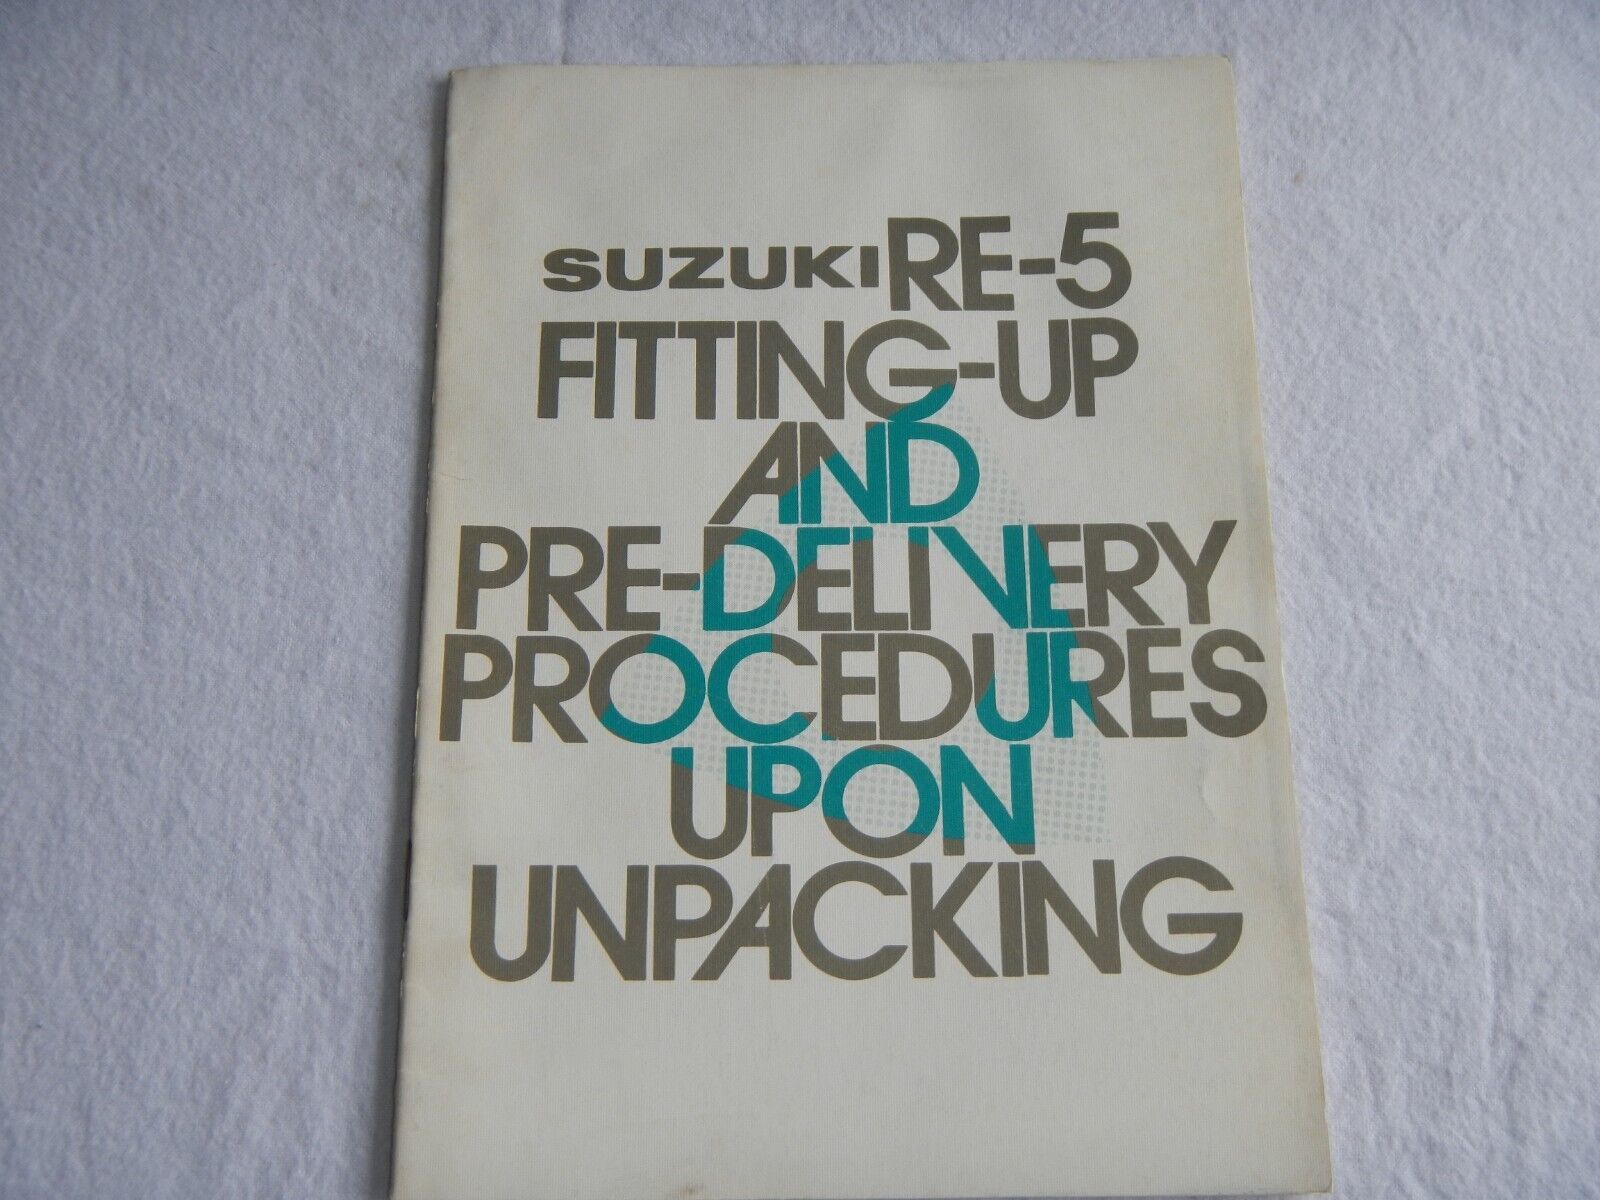 SUZUKI RE-5
FITTING-UP
AND
PRE-DELIVERY
PROCEDURES
UPON
UNPACKING